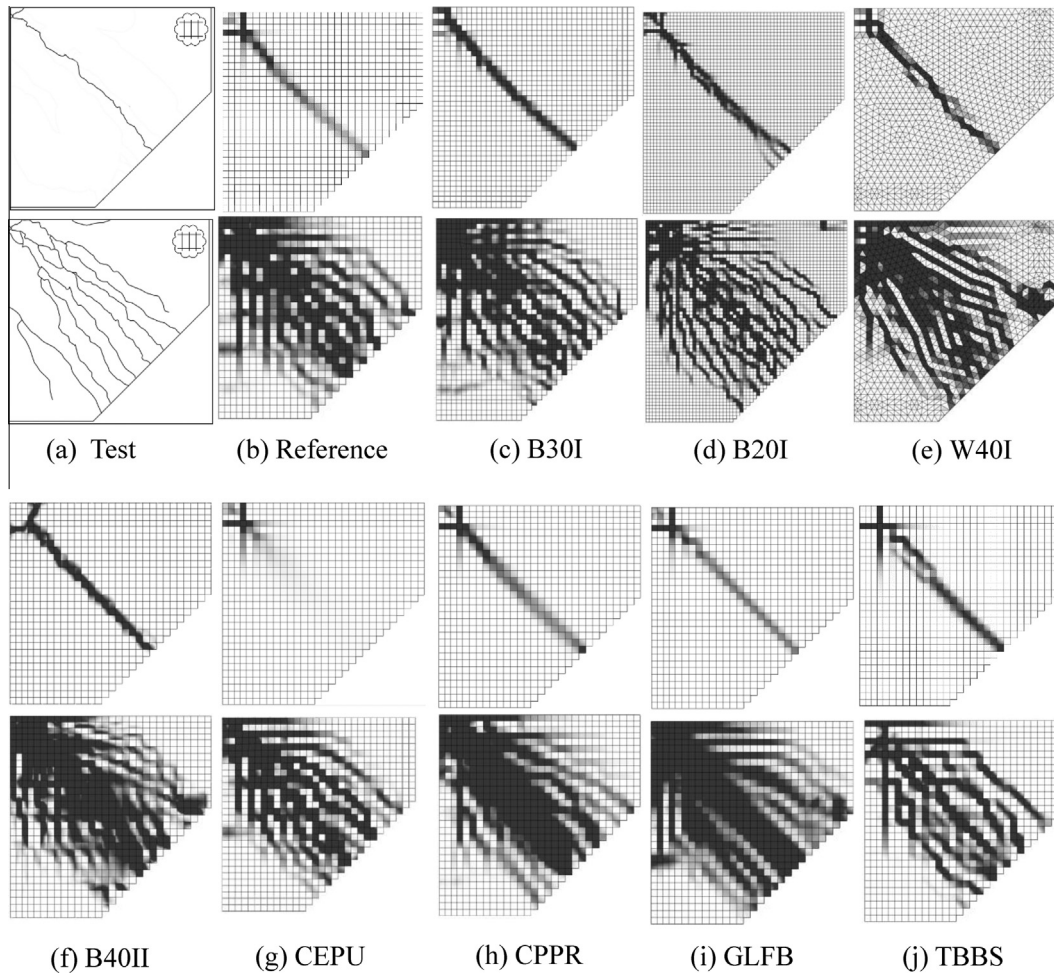 (a) Test
(b) Reference
(c) B30I
(d) B20I
(e) W40I
(f) B40II
(g) CEPU
(h) CPPR
(i) GLFB
(j) TBBS